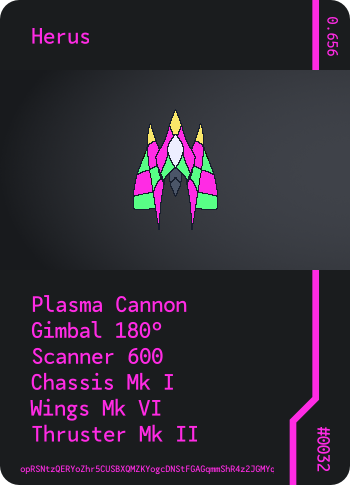 Herus
0.656
Plasma Cannon
Gimbal 180°
Scanner 600
Chassis Mk I
Wings Mk VI
Thruster Mk II
#0032
opRSNtzQERYoZhr5CUSBXQMZKYogcDNStFGAGqmmShR4z2JGMYc